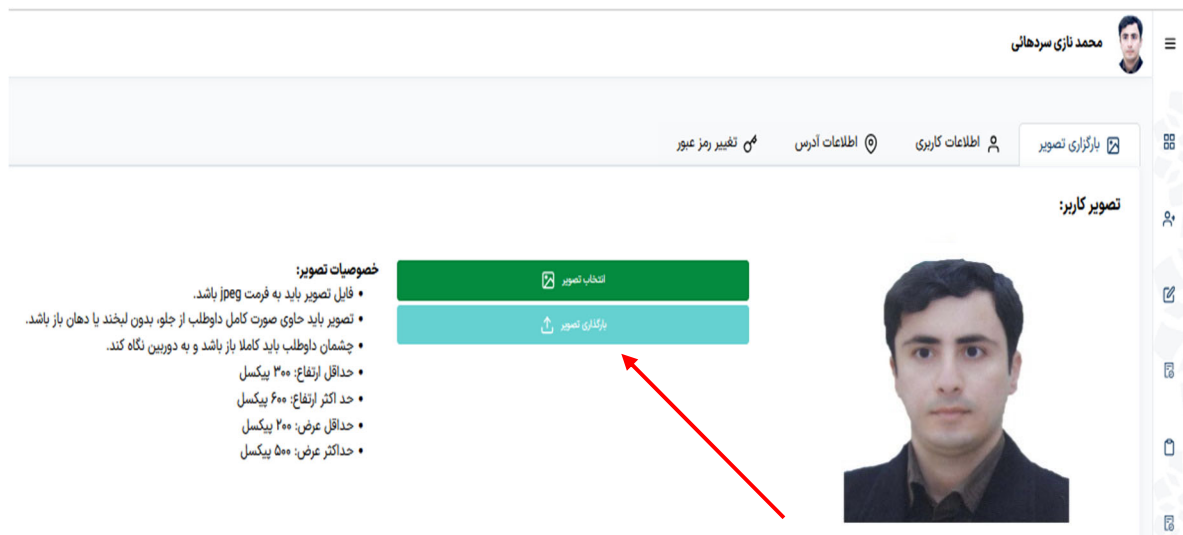 محمد نازی سردهائی
بارگزاری تصویر
اطلاعات کاربری
اطلاعات آدرس
تغییر رمز عبور
تصویر کاربر:
انتخاب تصویر
بارگذاری تصویر
خصوصیات تصویر:
• فایل تصویر باید به فرمت jpeg باشد.
• تصویر باید حاوی صورت کامل داوطلب از جلو، بدون لبخند یا دهان باز باشد.
• چشمان داوطلب باید کاملا باز باشد و به دوربین نگاه کند.
• حداقل ارتفاع: ۳۰۰ پیکسل
• حد اکثر ارتفاع: ۶۰۰ پیکسل
• حداقل عرض: ۲۰۰ پیکسل
• حداکثر عرض: ۵۰۰ پیکسل